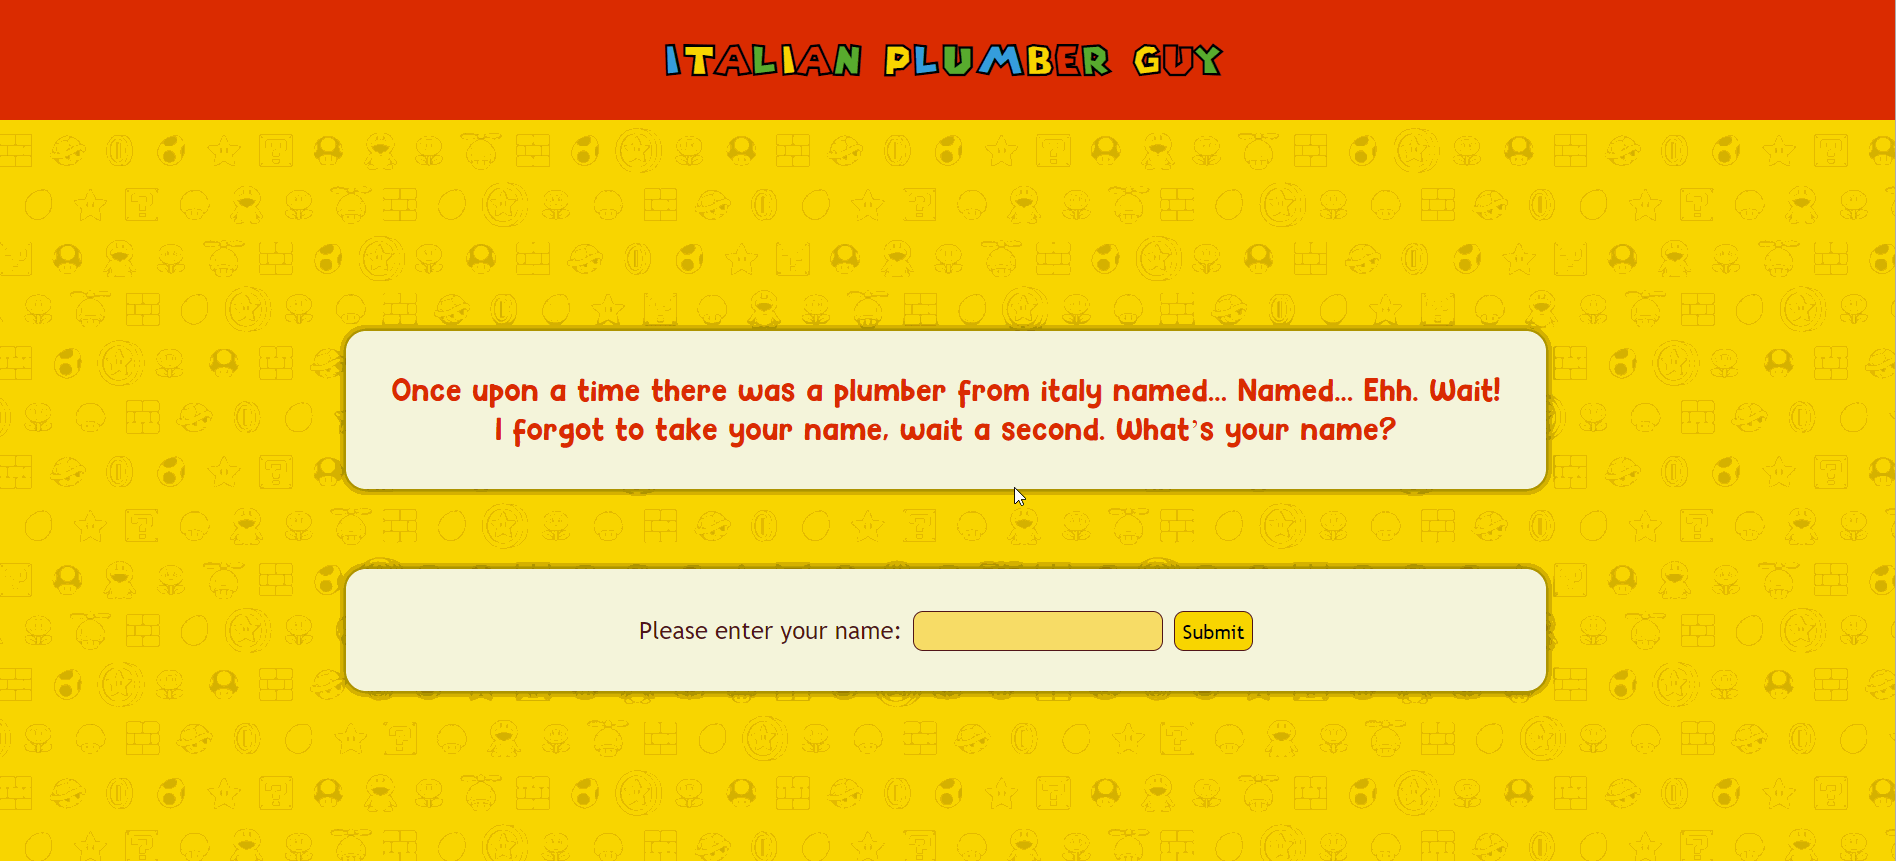 ITALIAN PLUMBER GUY
Once upon a time there was a plumber from italy named... Named... Ehh. Wait!
I forgot to take your name, wait a second. What's your name?
Please enter your name:
Submit